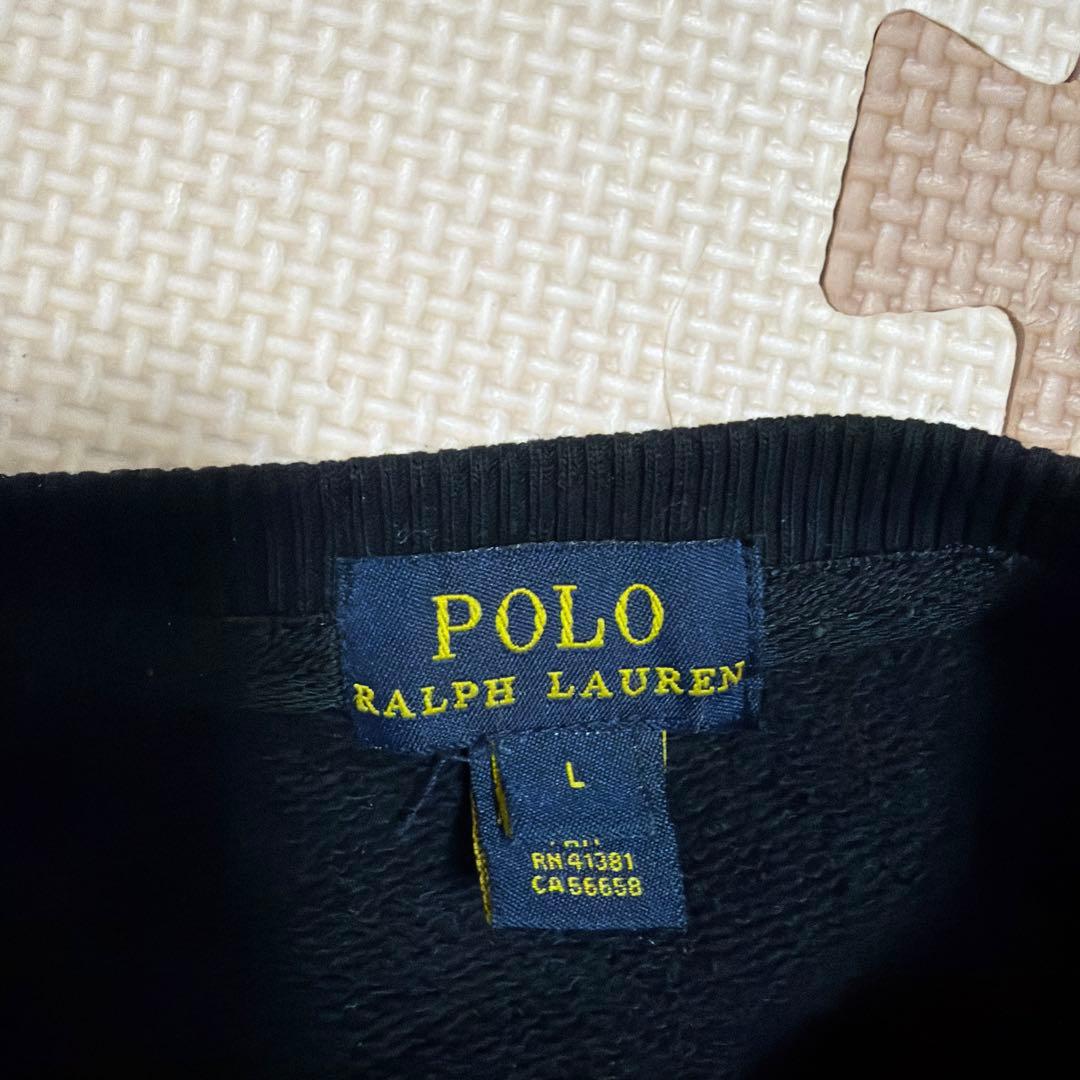 POLO
RALPH LAUREN
L
RN 41381
CA 56658